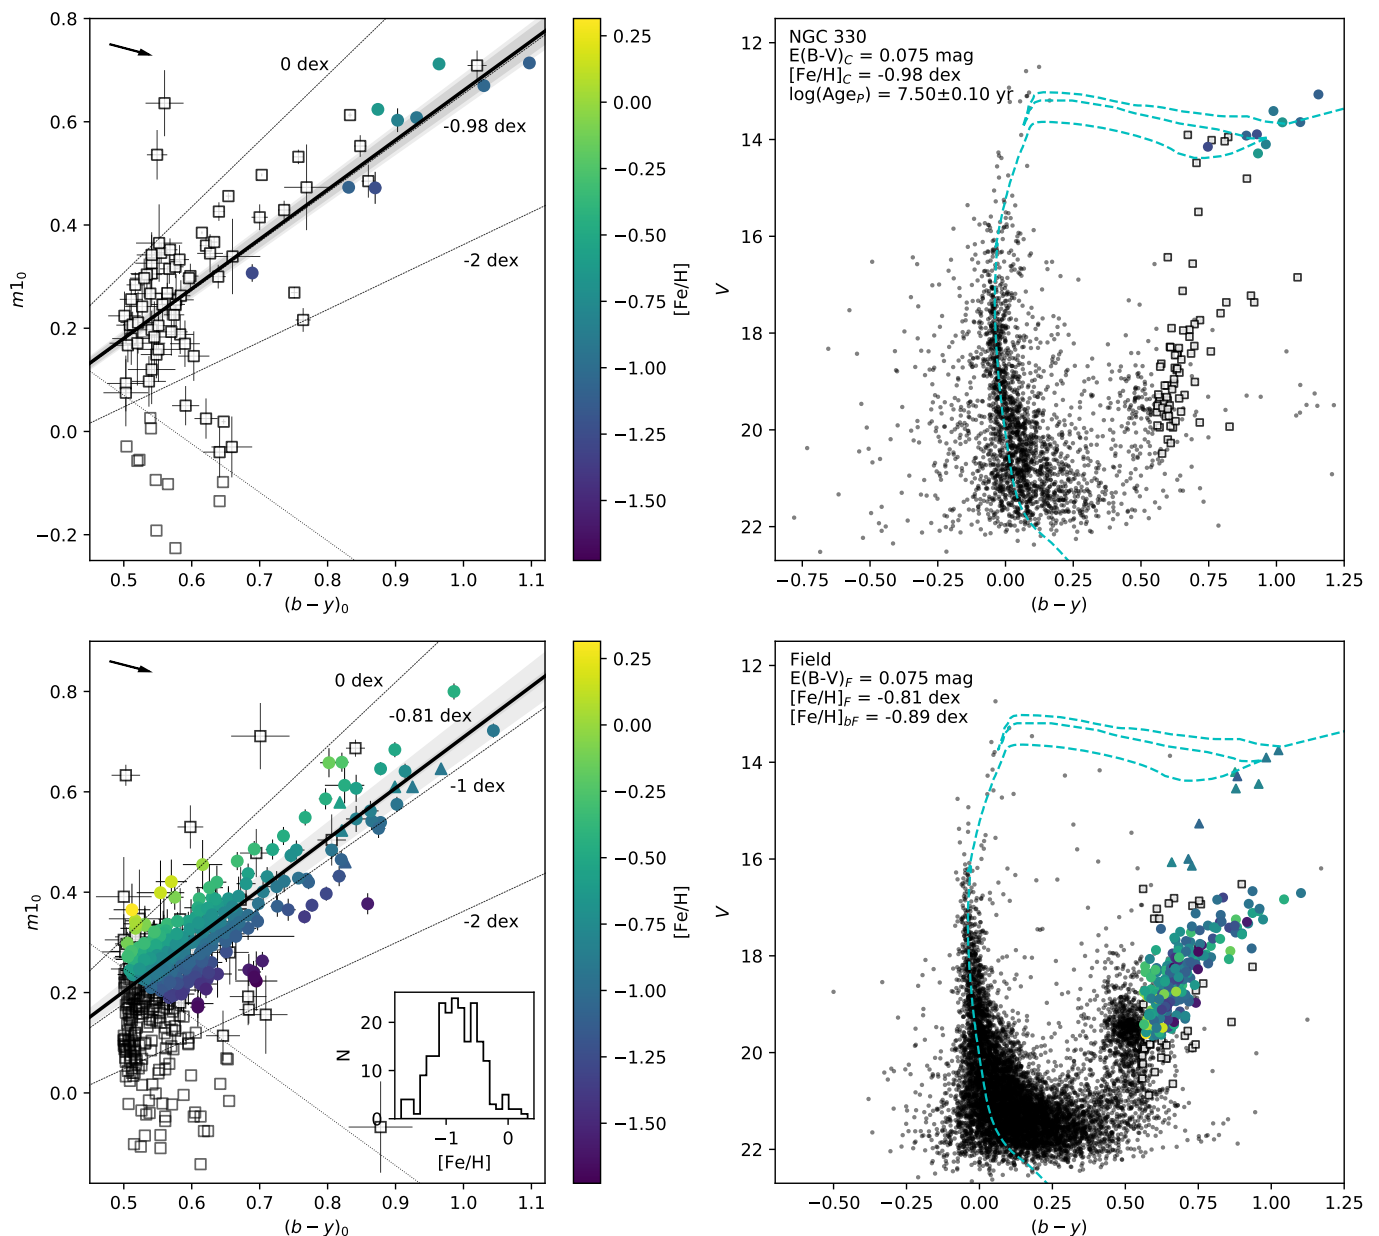 0.8
0.6
0.4
0.2
0.0
−0.2
m1₀
0.5
0.6
0.7
0.8
0.9
1.0
1.1
(b − y)₀
0 dex
-0.98 dex
-2 dex
0.25
0.00
−0.25
−0.50
−0.75
−1.00
−1.25
−1.50
[Fe/H]
NGC 330
E(B-V)C = 0.075 mag
[Fe/H]C = -0.98 dex
log(AgeP) = 7.50±0.10 yr
12
14
16
18
20
22
V
−0.75
−0.50
−0.25
0.00
0.25
0.50
0.75
1.00
1.25
(b − y)
0.8
0.6
0.4
0.2
0.0
m1₀
0.5
0.6
0.7
0.8
0.9
1.0
1.1
(b − y)₀
0 dex
-0.81 dex
-1 dex
-2 dex
20
10
0
N
−1
0
[Fe/H]
0.25
0.00
−0.25
−0.50
−0.75
−1.00
−1.25
−1.50
[Fe/H]
Field
E(B-V)F = 0.075 mag
[Fe/H]F = -0.81 dex
[Fe/H]bF = -0.89 dex
12
14
16
18
20
22
V
−0.50
−0.25
0.00
0.25
0.50
0.75
1.00
1.25
(b − y)